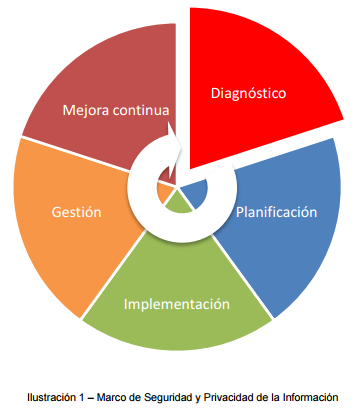 Diagnóstico
Planificación
Implementación
Gestión
Mejora continua
Ilustración 1 – Marco de Seguridad y Privacidad de la Información